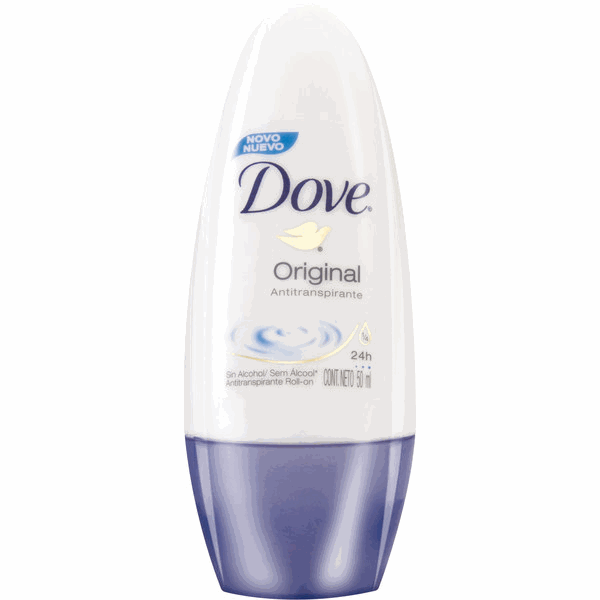 NOVO
NUEVO
Dove
Original
Antitranspirante
24h
Sin Alcohol/ Sem Álcool*
Antitranspirante Roll-on
CONT.NETO 50 ml